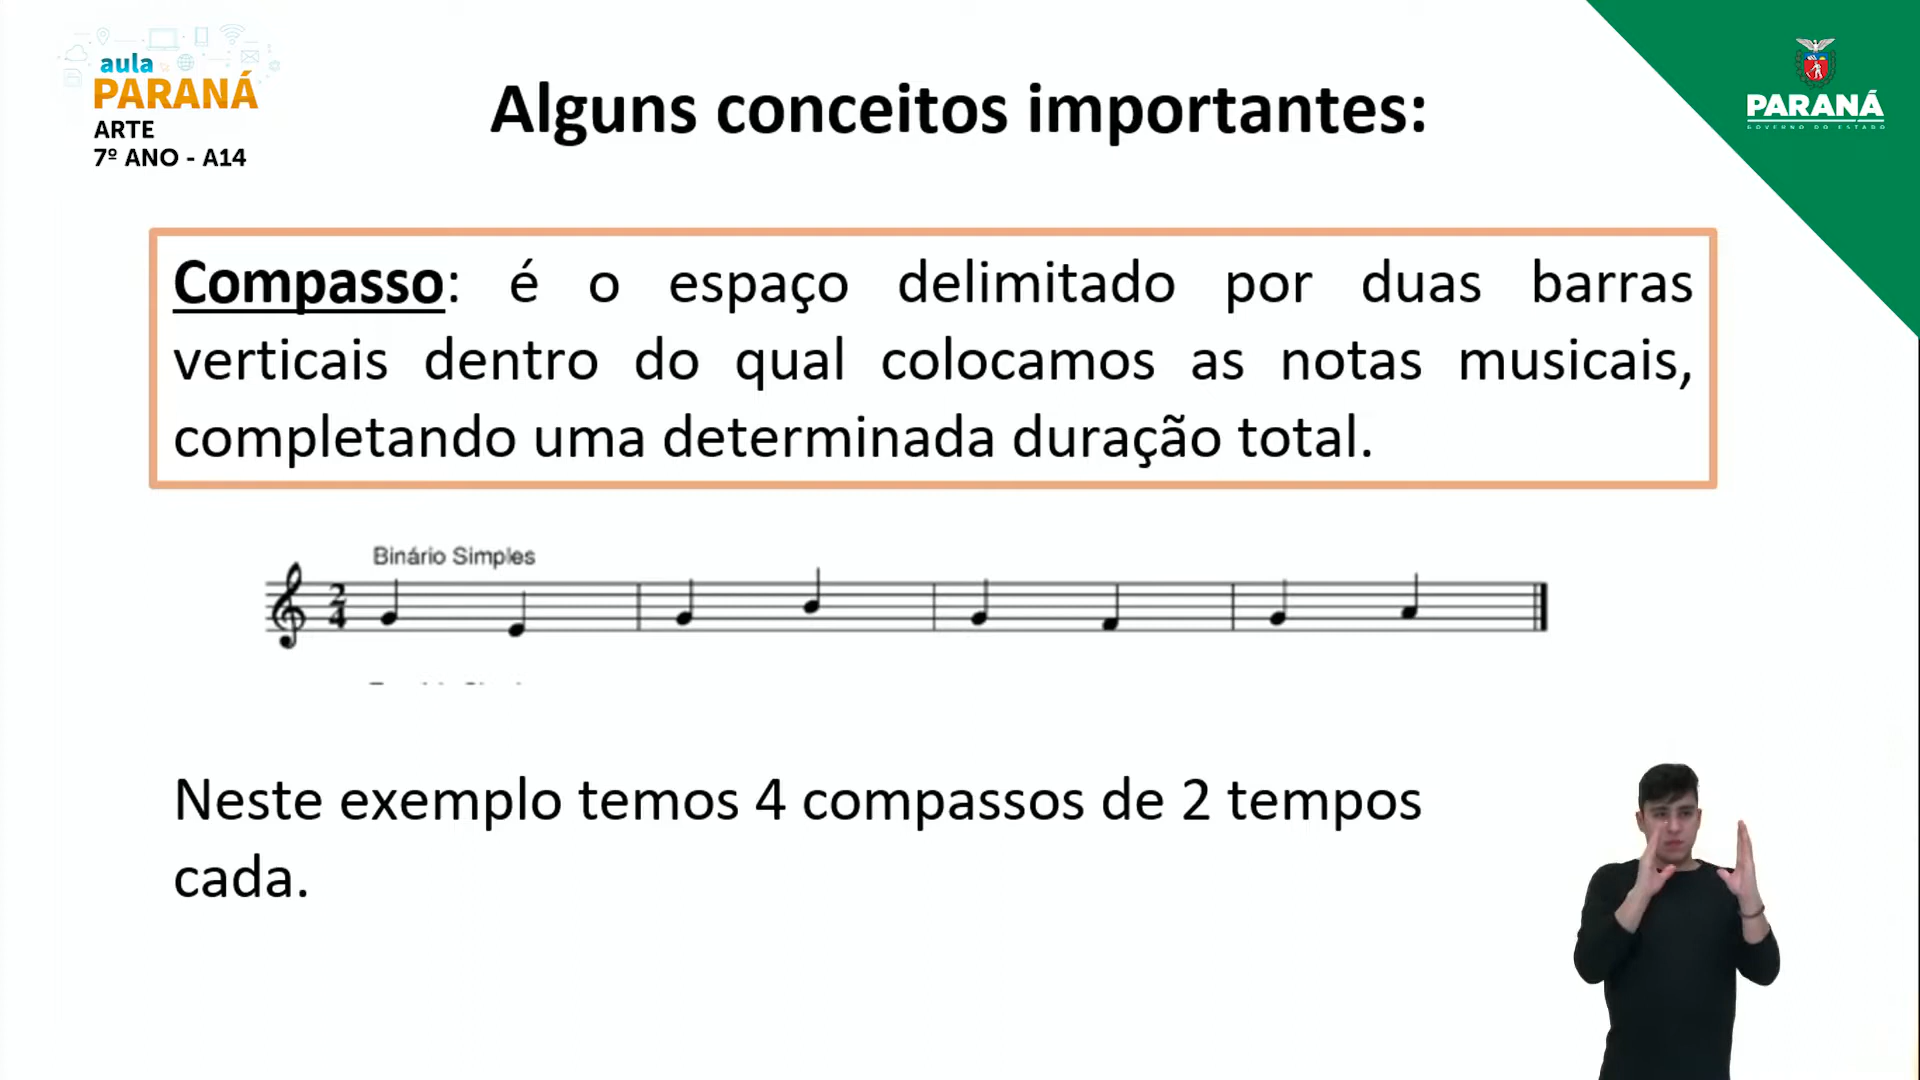 aula
PARANÁ
ARTE
7º ANO - A14
Alguns conceitos importantes:
PARANÁ
GOVERNO DO ESTADO
Compasso: é o espaço delimitado por duas barras
verticais dentro do qual colocamos as notas musicais,
completando uma determinada duração total.
Binário Simples
2
4
Neste exemplo temos 4 compassos de 2 tempos
cada.